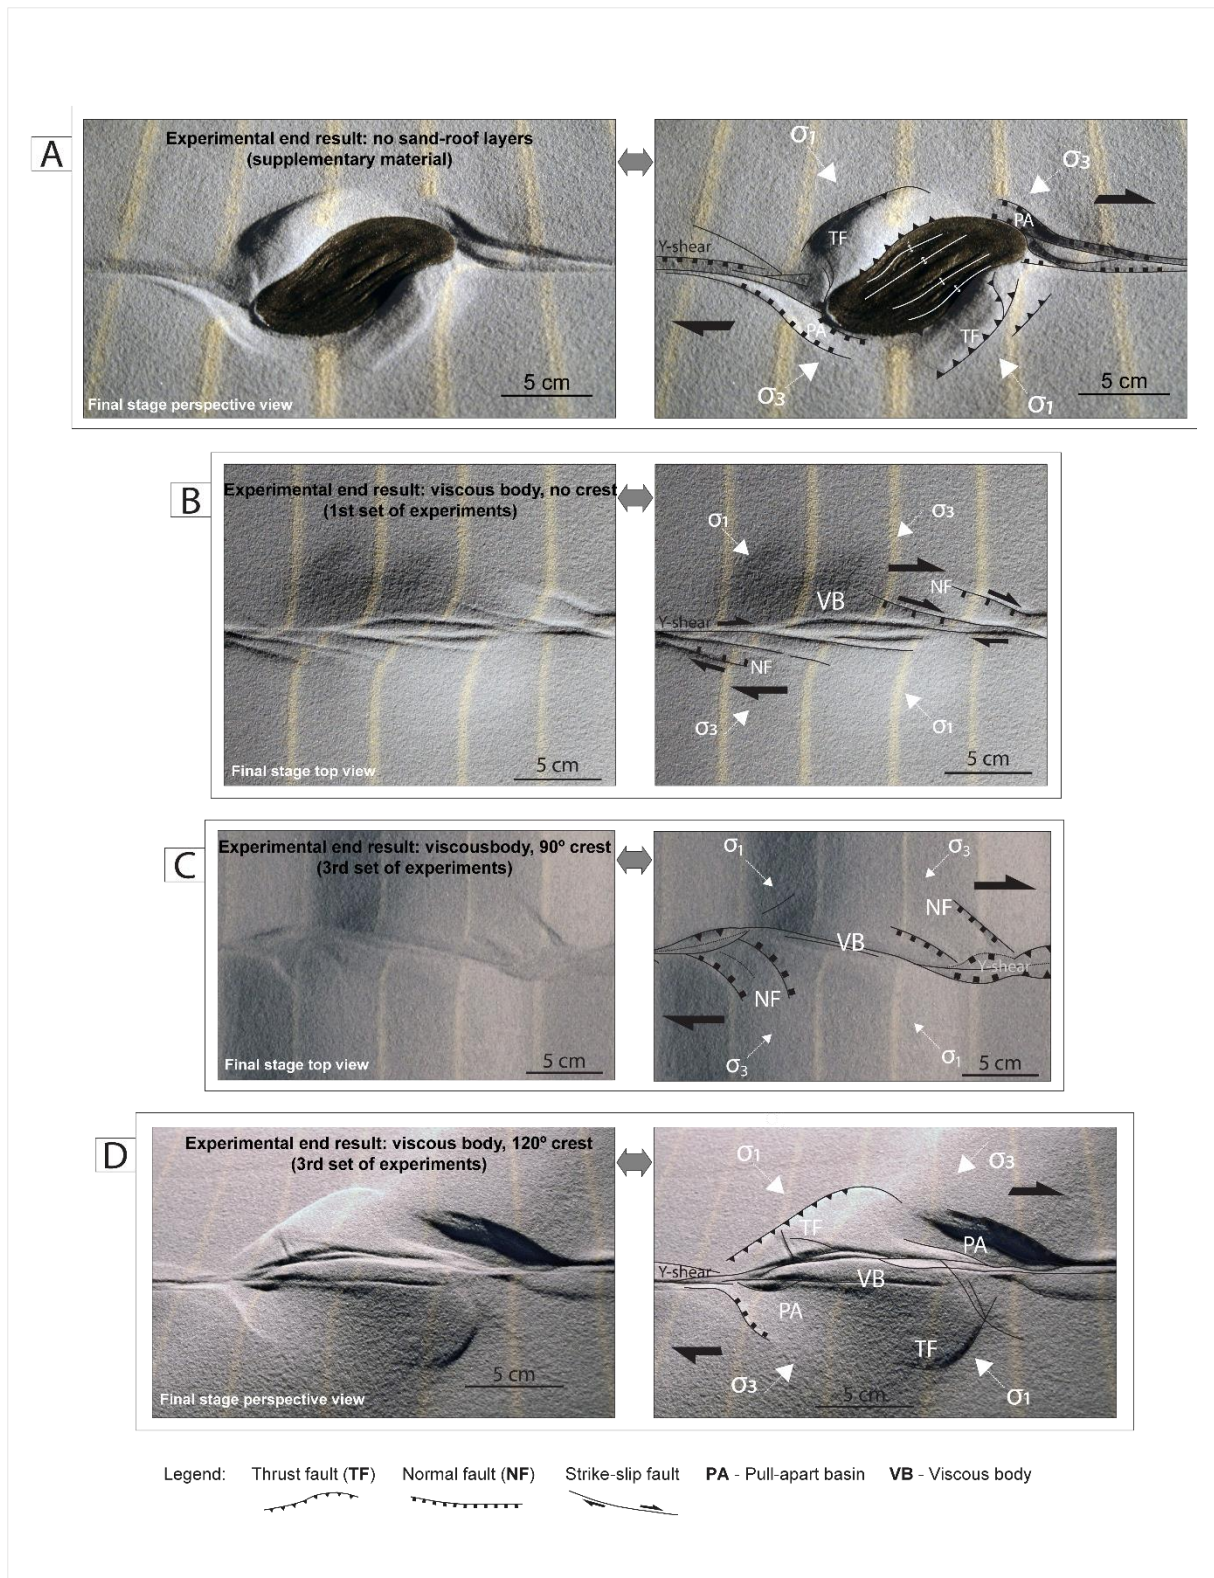 A
Experimental end result: no sand-roof layers
(supplementary material)
5 cm
Final stage perspective view
σ1
σ3
PA
TF
Y-shear
PA
TF
σ3
σ1
5 cm
B
Experimental end result: viscous body, no crest
(1st set of experiments)
5 cm
Final stage top view
σ1
σ3
NF
VB
Y-shear
NF
σ3
σ1
5 cm
C
Experimental end result: viscousbody, 90º crest
(3rd set of experiments)
5 cm
Final stage top view
σ1
σ3
NF
VB
Y-shear
NF
σ3
σ1
5 cm
D
Experimental end result: viscous body, 120º crest
(3rd set of experiments)
5 cm
Final stage perspective view
σ1
σ3
TF
PA
Y-shear
VB
PA
TF
σ3
σ1
5 cm
Legend: Thrust fault (TF) Normal fault (NF) Strike-slip fault PA - Pull-apart basin VB - Viscous body